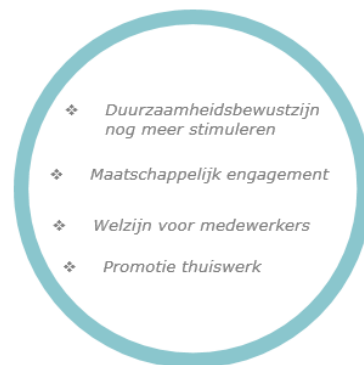 ❖ Duurzaamheidsbewustzijn
nog meer stimuleren
❖ Maatschappelijk engagement
❖ Welzijn voor medewerkers
❖ Promotie thuiswerk